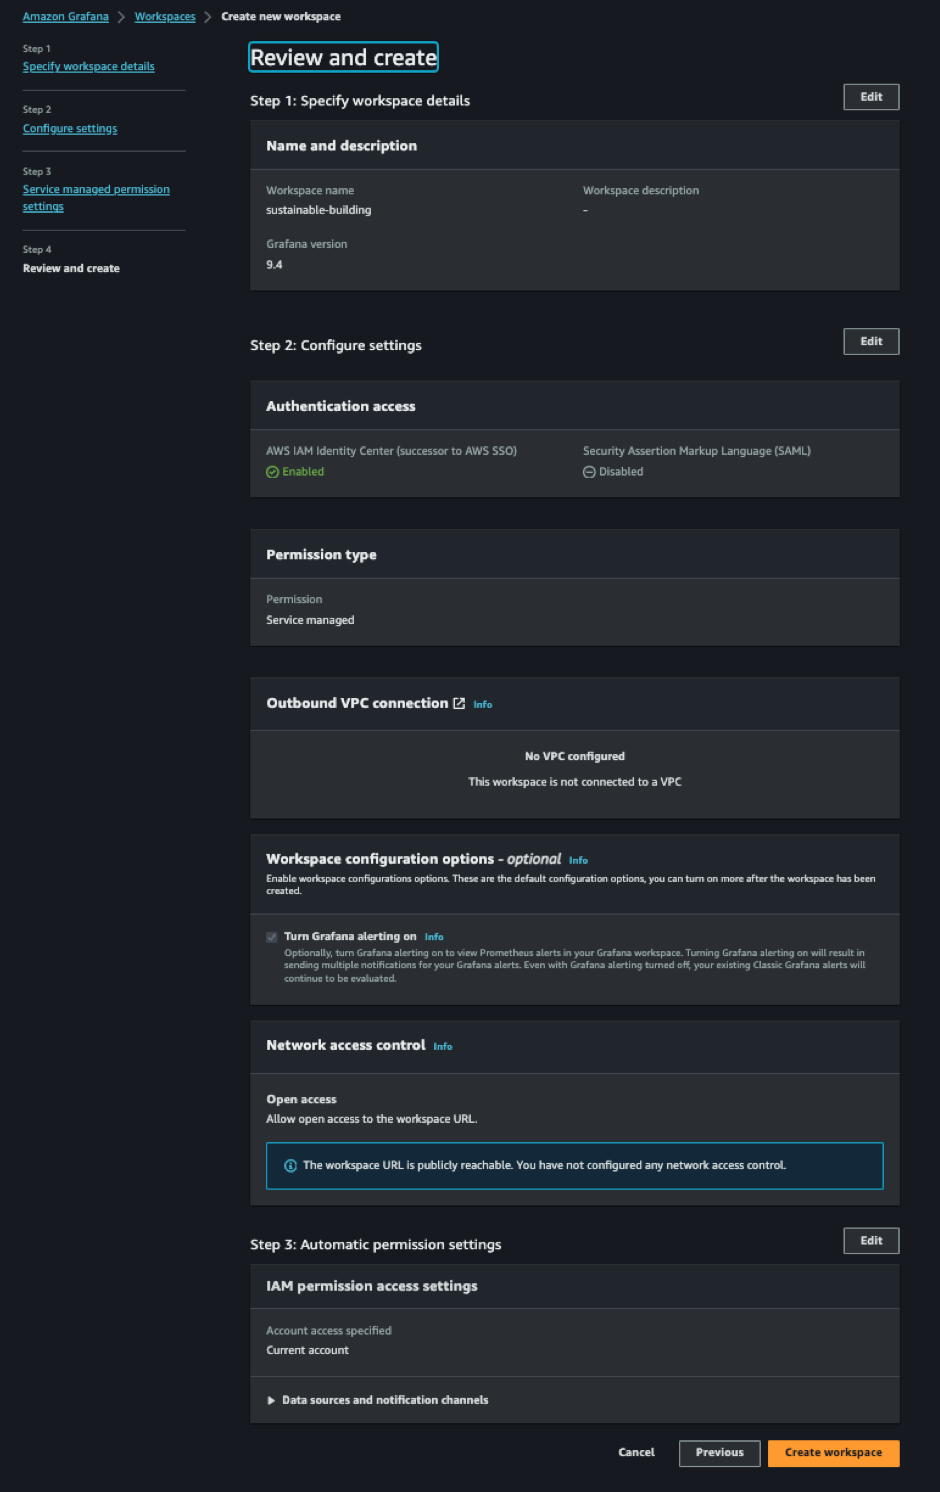 Amazon Grafana > Workspaces > Create new workspace
Step 1
Specify workspace details
Step 2
Configure settings
Step 3
Service managed permission
settings
Step 4
Review and create
Review and create
Step 1: Specify workspace details
Edit
Name and description
Workspace name
sustainable-building
Workspace description
-
Grafana version
9.4
Step 2: Configure settings
Edit
Authentication access
AWS IAM Identity Center (successor to AWS SSO)
Enabled
Security Assertion Markup Language (SAML)
Disabled
Permission type
Permission
Service managed
Outbound VPC connection Info
No VPC configured
This workspace is not connected to a VPC
Workspace configuration options - optional Info
Enable workspace configurations options. These are the default configuration options, you can turn on more after the workspace has been
created.
Turn Grafana alerting on Info
Optionally, turn Grafana alerting on to view Prometheus alerts in your Grafana workspace. Turning Grafana alerting on will result in
sending multiple notifications for your Grafana alerts. Even with Grafana alerting turned off, your existing Classic Grafana alerts will
continue to be evaluated.
Network access control Info
Open access
Allow open access to the workspace URL.
The workspace URL is publicly reachable. You have not configured any network access control.
Step 3: Automatic permission settings
Edit
IAM permission access settings
Account access specified
Current account
Data sources and notification channels
Cancel
Previous
Create workspace